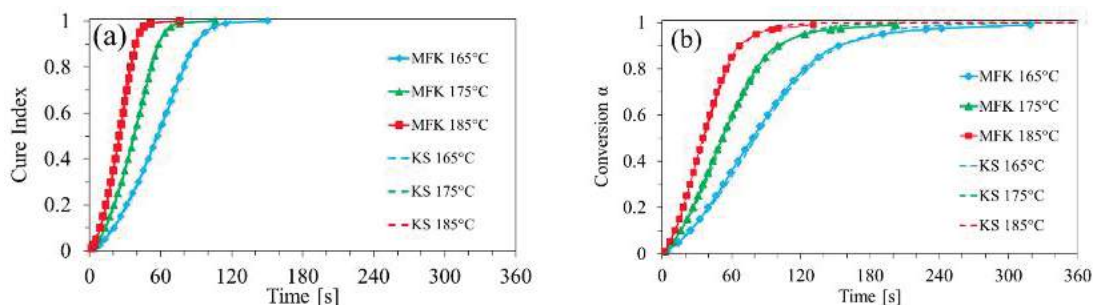 (a)
Cure Index
1
0.8
0.6
0.4
0.2
0
0 60 120 180 240 300 360
Time [s]
MFK 165°C
MFK 175°C
MFK 185°C
KS 165°C
KS 175°C
KS 185°C
(b)
Conversion α
1.0
0.8
0.6
0.4
0.2
0.0
0 60 120 180 240 300 360
Time [s]
MFK 165°C
MFK 175°C
MFK 185°C
KS 165°C
KS 175°C
KS 185°C